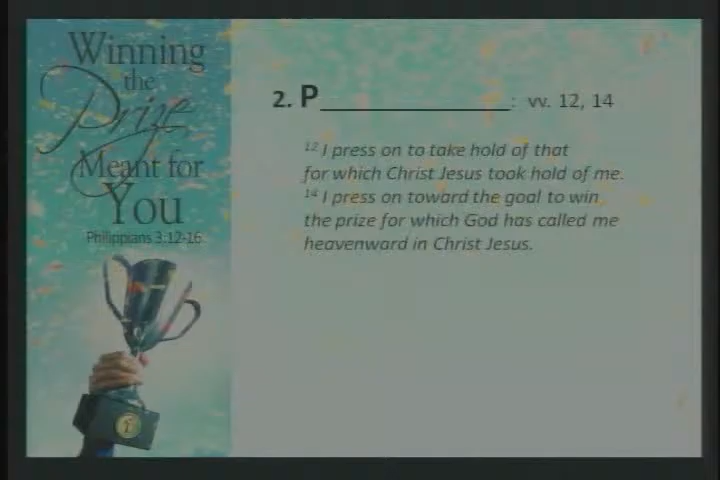 Winning
the
Prize
Meant for
You
Philippians 3:12-16
2. P_________________: vv. 12, 14
12 I press on to take hold of that
for which Christ Jesus took hold of me.
14 I press on toward the goal to win
the prize for which God has called me
heavenward in Christ Jesus.